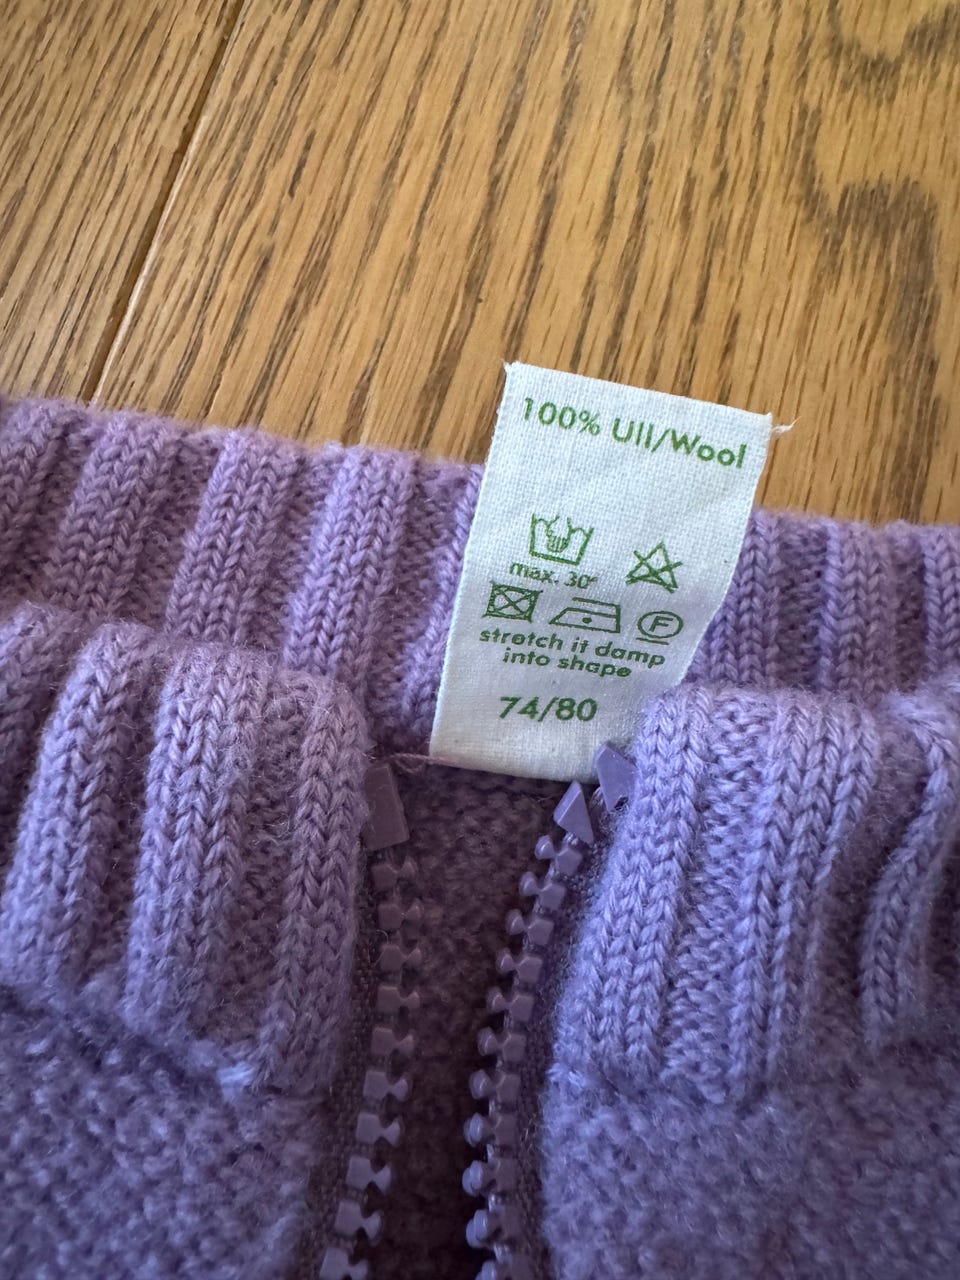 100% Ull/Wool
max. 30°
F
stretch it damp
into shape
74/80